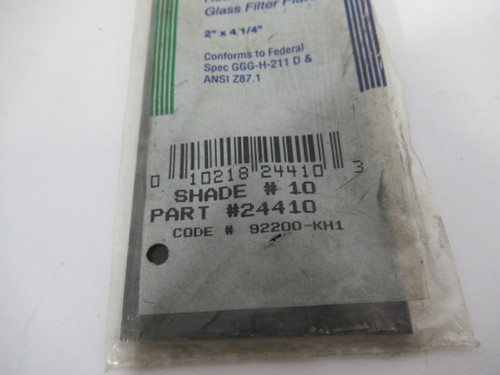 Glass Filter
2" x 4 1/4"
Conforms to Federal
Spec GGG-H-211 D &
ANSI Z87.1
0 10218 24410 3
SHADE # 10
PART #24410
CODE # 92200-KH1